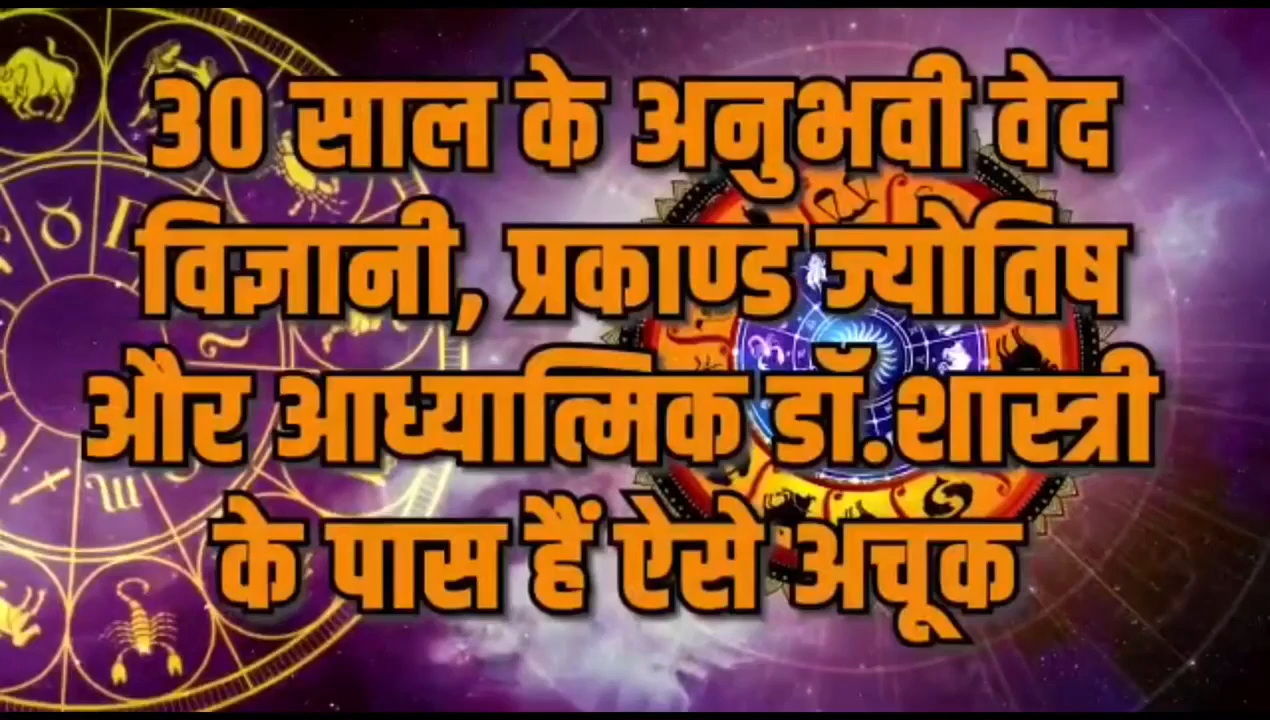 30 साल के अनुभवी वेद
विज्ञानी, प्रकाण्ड ज्योतिष
और आध्यात्मिक डॉ.शास्त्री
के पास हैं ऐसे अचूक